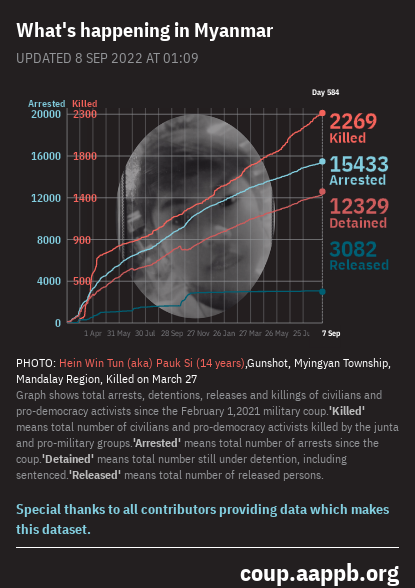 What's happening in Myanmar
UPDATED 8 SEP 2022 AT 01:09
Day 584
Arrested Killed
20000 2300
16000 1800
12000 1400
8000 900
4000 500
0
2269
Killed
15433
Arrested
12329
Detained
3082
Released
1 Apr 31 May 30 Jul 28 Sep 27 Nov 26 Jan 27 Mar 26 May 25 Ju 7 Sep
PHOTO: Hein Win Tun (aka) Pauk Si (14 years),Gunshot, Myingyan Township,
Mandalay Region, Killed on March 27
Graph shows total arrests, detentions, releases and killings of civilians and
pro-democracy activists since the February 1,2021 military coup.'Killed'
means total number of civilians and pro-democracy activists killed by the junta
and pro-military groups.'Arrested' means total number of arrests since the
coup.'Detained' means total number still under detention, including
sentenced.'Released' means total number of released persons.
Special thanks to all contributors providing data which makes
this dataset.
coup.aappb.org